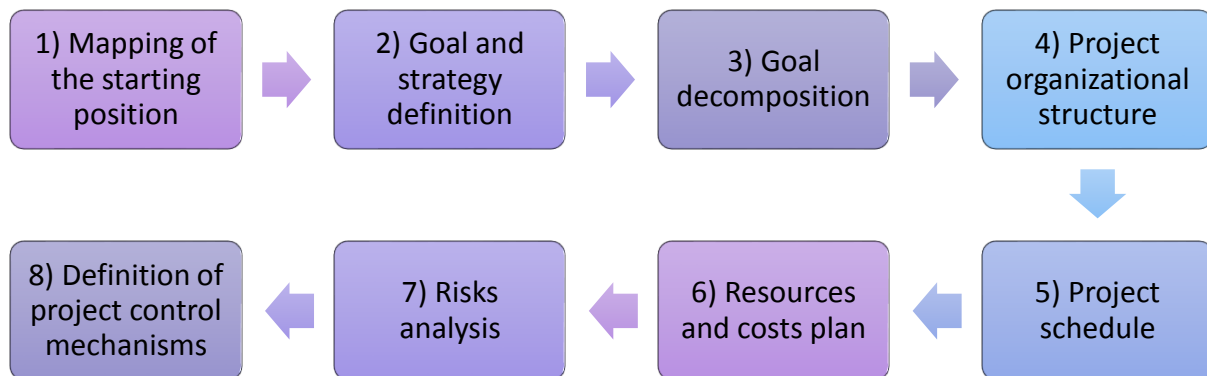 1) Mapping of
the starting
position
2) Goal and
strategy
definition
3) Goal
decomposition
4) Project
organizational
structure
5) Project
schedule
6) Resources
and costs plan
7) Risks
analysis
8) Definition of
project control
mechanisms